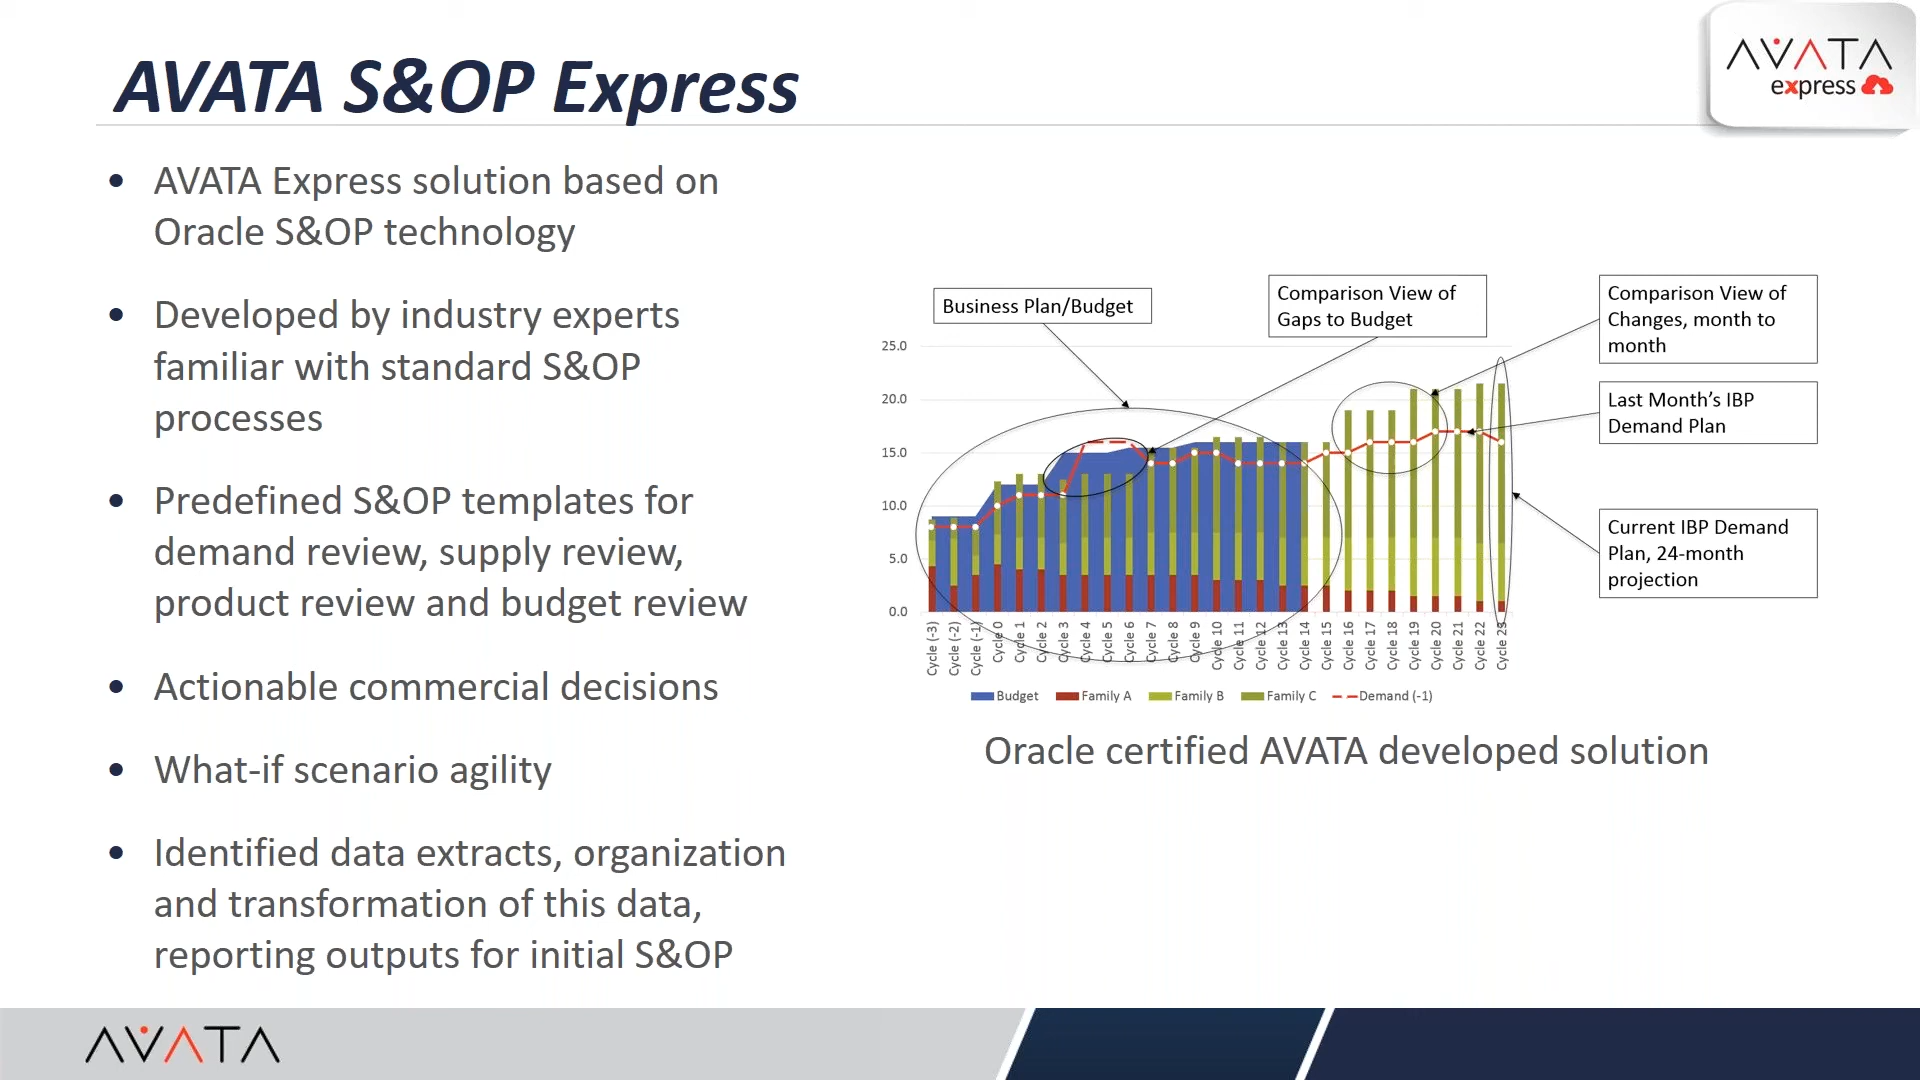 AVATA S&OP Express
AVATA
express
• AVATA Express solution based on
Oracle S&OP technology
• Developed by industry experts
familiar with standard S&OP
processes
• Predefined S&OP templates for
demand review, supply review,
product review and budget review
• Actionable commercial decisions
• What-if scenario agility
• Identified data extracts, organization
and transformation of this data,
reporting outputs for initial S&OP
Business Plan/Budget
Comparison View of
Gaps to Budget
Comparison View of
Changes, month to
month
Last Month's IBP
Demand Plan
Current IBP Demand
Plan, 24-month
projection
25.0
20.0
15.0
10.0
5.0
0.0
Cycle (-3)
Cycle (-2)
Cycle (-1)
Cycle 0
Cycle 1
Cycle 2
Cycle 3
Cycle 4
Cycle 5
Cycle 6
Cycle 7
Cycle 8
Cycle 9
Cycle 10
Cycle 11
Cycle 12
Cycle 13
Cycle 14
Cycle 15
Cycle 16
Cycle 17
Cycle 18
Cycle 19
Cycle 20
Cycle 21
Cycle 22
Cycle 23
Budget Family A Family B Family C Demand (-1)
Oracle certified AVATA developed solution
AVATA